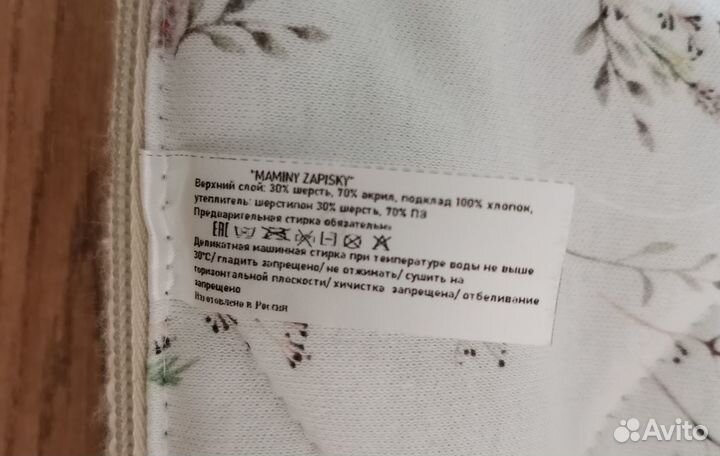 "MAMINY ZAPISKY"
Верхний слой: 30% шерсть, 70% акрил, подклад 100% хлопок,
утеплитель: шерстипон 30% шерсть, 70% ПЭ
Предварительная стирка обязательна
EAC
Деликатная машинная стирка при температуре воды не выше
30°С/ гладить запрещено/ не отжимать/ сушить на
горизонтальной плоскости/ химчистка запрещена/ отбеливание
запрещено
Изготовлено в России
Avito